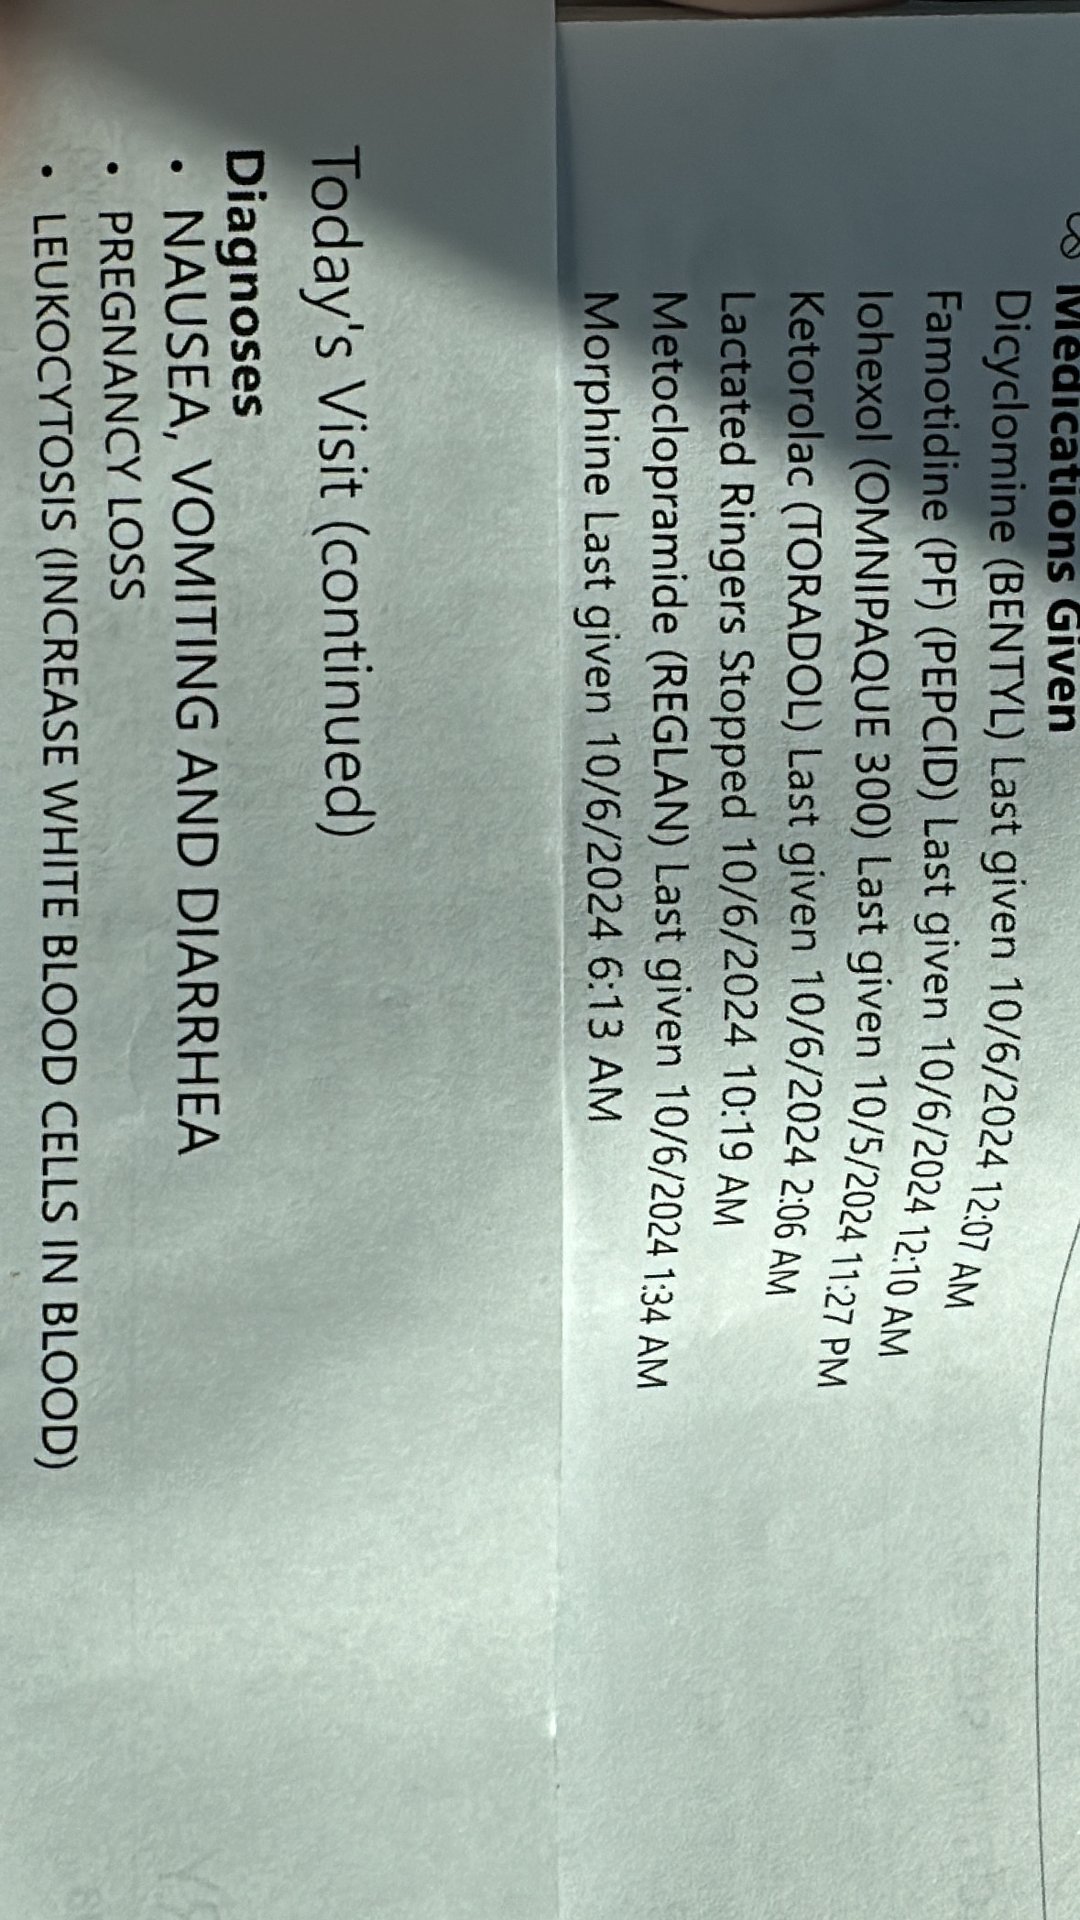 Medications Given
Dicyclomine (BENTYL) Last given 10/6/2024 12:07 AM
Famotidine (PF) (PEPCID) Last given 10/6/2024 12:10 AM
Iohexol (OMNIPAQUE 300) Last given 10/5/2024 11:27 PM
Ketorolac (TORADOL) Last given 10/6/2024 2:06 AM
Lactated Ringers Stopped 10/6/2024 10:19 AM
Metoclopramide (REGLAN) Last given 10/6/2024 1:34 AM
Morphine Last given 10/6/2024 6:13 AM
Today's Visit (continued)
Diagnoses
• NAUSEA, VOMITING AND DIARRHEA
• PREGNANCY LOSS
• LEUKOCYTOSIS (INCREASE WHITE BLOOD CELLS IN BLOOD)